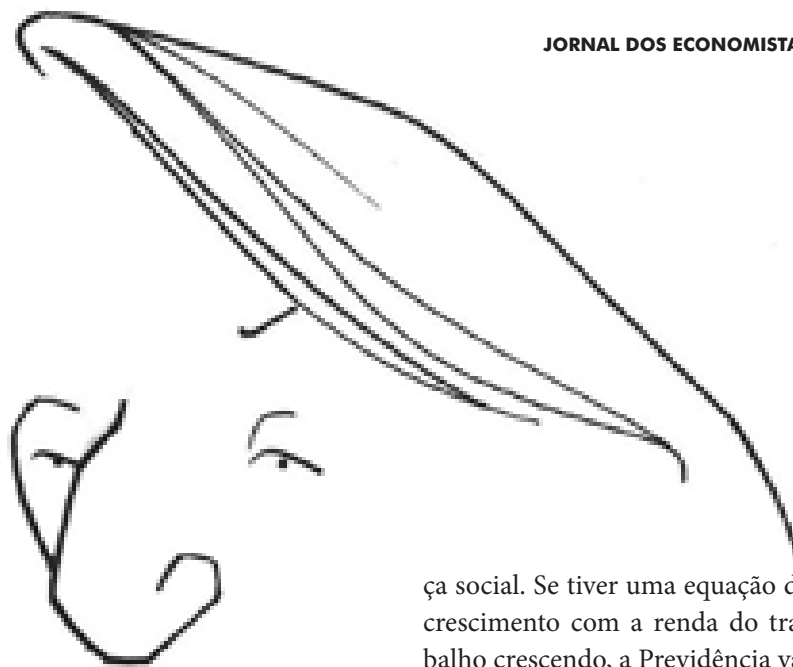 JORNAL DOS ECONOMISTA
ça social. Se tiver uma equação d
crescimento com a renda do tra
balho crescendo, a Previdência va